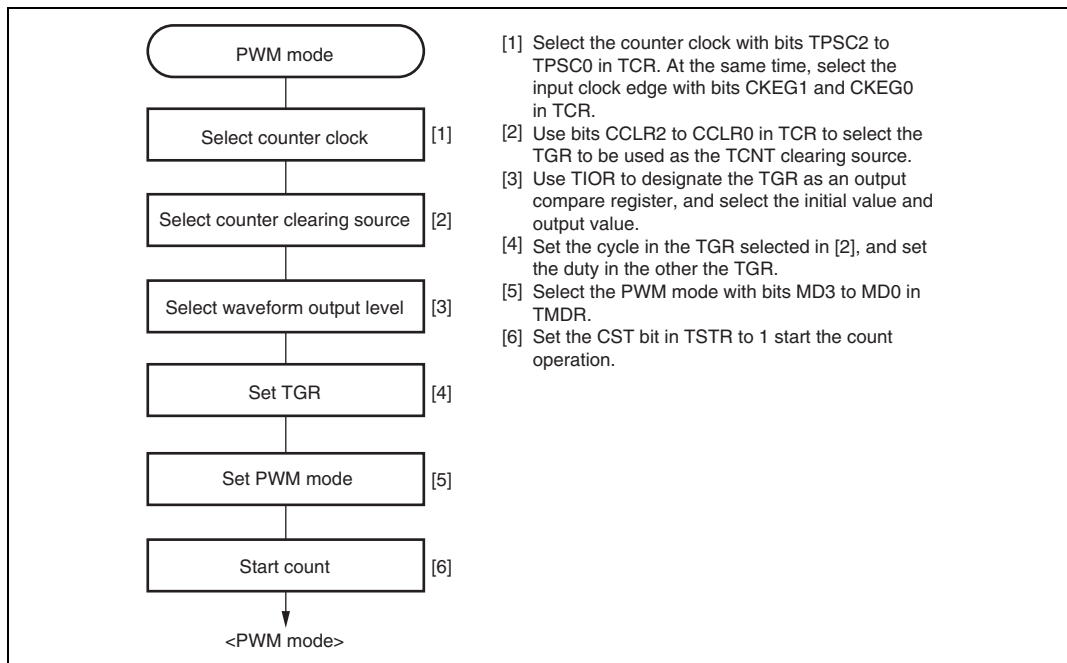 PWM mode
Select counter clock [1]
Select counter clearing source [2]
Select waveform output level [3]
Set TGR [4]
Set PWM mode [5]
Start count [6]
<PWM mode>
[1] Select the counter clock with bits TPSC2 to
TPSC0 in TCR. At the same time, select the
input clock edge with bits CKEG1 and CKEG0
in TCR.
[2] Use bits CCLR2 to CCLR0 in TCR to select the
TGR to be used as the TCNT clearing source.
[3] Use TIOR to designate the TGR as an output
compare register, and select the initial value and
output value.
[4] Set the cycle in the TGR selected in [2], and set
the duty in the other the TGR.
[5] Select the PWM mode with bits MD3 to MD0 in
TMDR.
[6] Set the CST bit in TSTR to 1 start the count
operation.